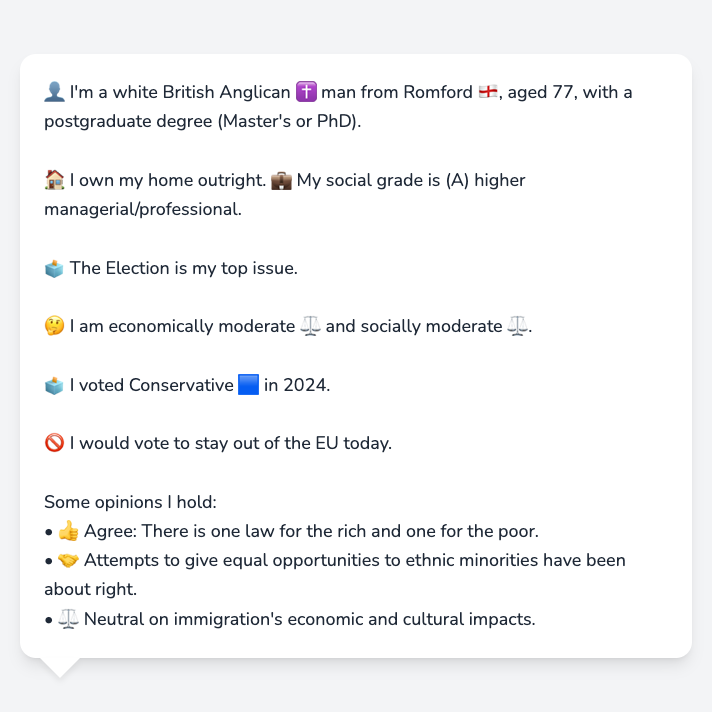 👤 I'm a white British Anglican ✝️ man from Romford 🏴󠁧󠁢󠁥󠁮󠁧󠁿, aged 77, with a
postgraduate degree (Master's or PhD).
🏠 I own my home outright. 💼 My social grade is (A) higher
managerial/professional.
🗳️ The Election is my top issue.
🤔 I am economically moderate ⚖️ and socially moderate ⚖️.
🗳️ I voted Conservative 🟦 in 2024.
🚫 I would vote to stay out of the EU today.
Some opinions I hold:
• 👍 Agree: There is one law for the rich and one for the poor.
• 🤝 Attempts to give equal opportunities to ethnic minorities have been
about right.
• ⚖️ Neutral on immigration's economic and cultural impacts.